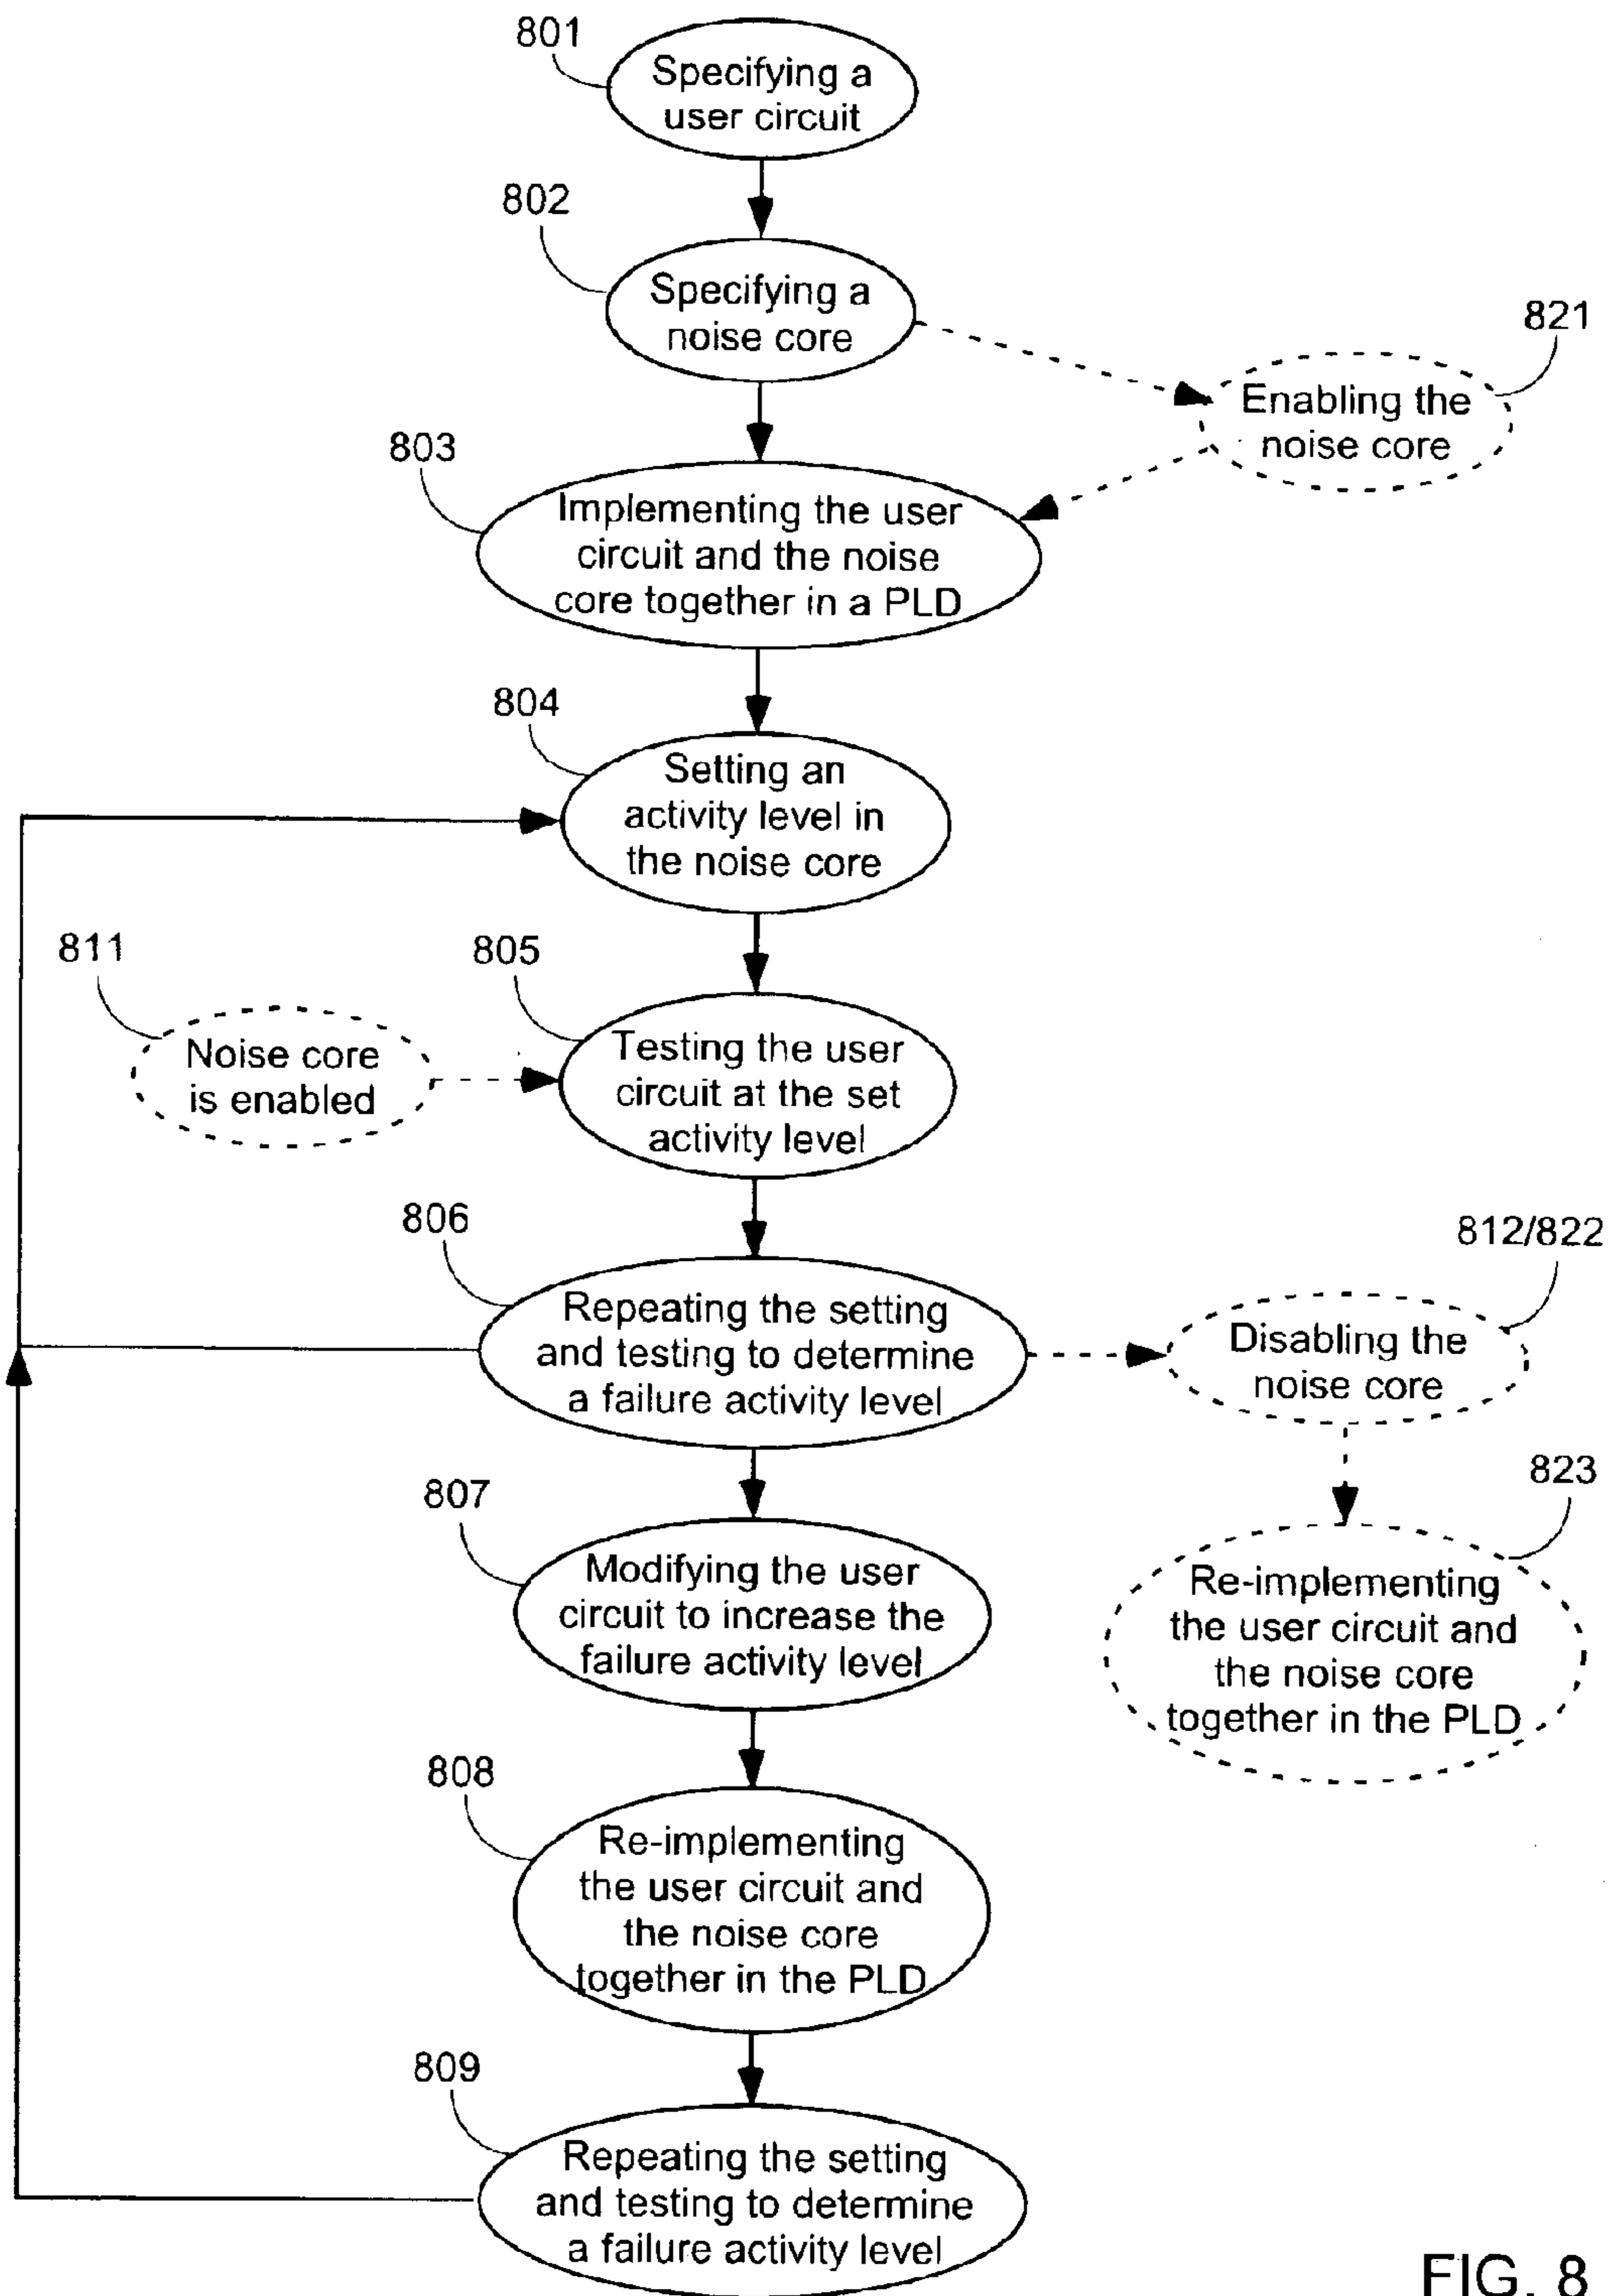 801
Specifying a
user circuit
802
Specifying a
noise core
821
Enabling the
noise core
803
Implementing the user
circuit and the noise
core together in a PLD
804
Setting an
activity level in
the noise core
811
Noise core
is enabled
805
Testing the user
circuit at the set
activity level
806
Repeating the setting
and testing to determine
a failure activity level
812/822
Disabling the
noise core
823
Re-implementing
the user circuit and
the noise core
together in the PLD
807
Modifying the user
circuit to increase the
failure activity level
808
Re-implementing
the user circuit and
the noise core
together in the PLD
809
Repeating the setting
and testing to determine
a failure activity level
FIG. 8